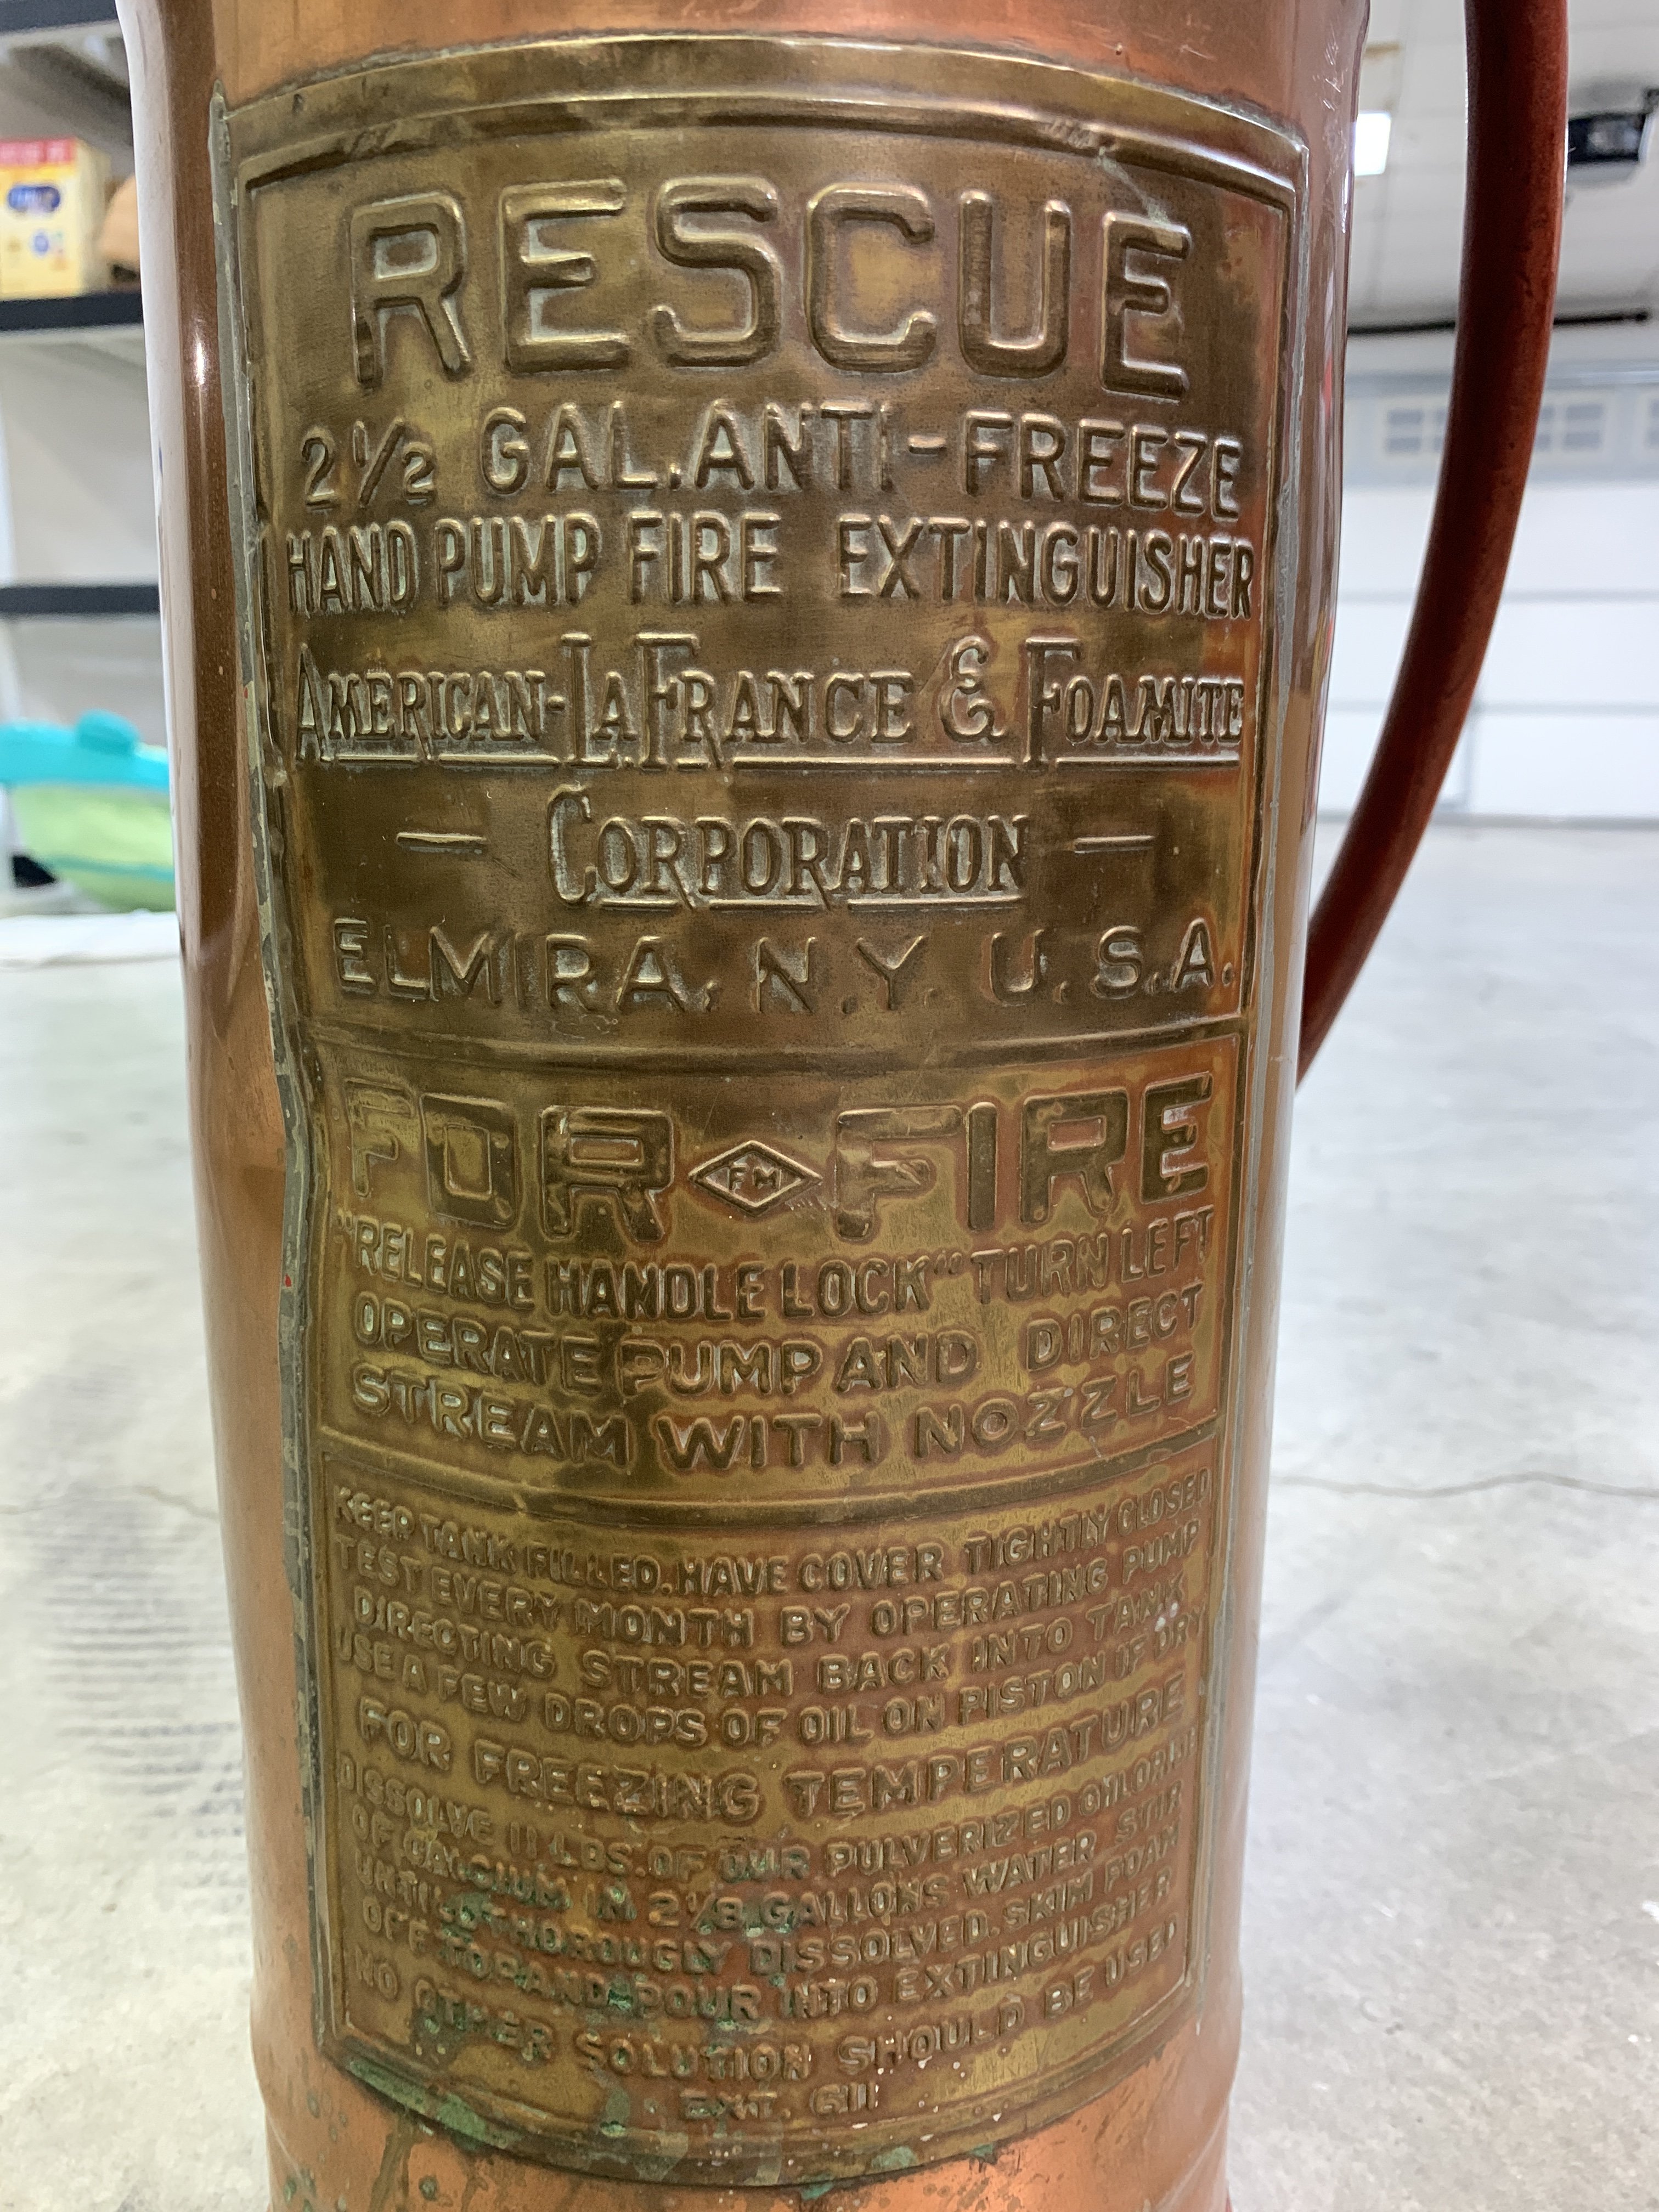 RESCUE
2½ GAL. ANTI-FREEZE
HAND PUMP FIRE EXTINGUISHER
AMERICAN-LAFRANCE & FOAMITE
— CORPORATION —
ELMIRA, N.Y. U.S.A.
FOR FM FIRE
"RELEASE HANDLE LOCK" TURN LEFT
OPERATE PUMP AND DIRECT
STREAM WITH NOZZLE
KEEP TANK FILLED. HAVE COVER TIGHTLY CLOSED
TEST EVERY MONTH BY OPERATING PUMP
DIRECTING STREAM BACK INTO TANK
USE A FEW DROPS OF OIL ON PISTON IF DRY
FOR FREEZING TEMPERATURE
DISSOLVE 11 LBS. OF OUR PULVERIZED CHLORIDE
OF CALCIUM IN 2⅛ GALLONS WATER STIR
UNTIL THOROUGLY DISSOLVED. SKIM FOAM
OFF TOP AND POUR INTO EXTINGUISHER
NO OTHER SOLUTION SHOULD BE USED
EXT. 611